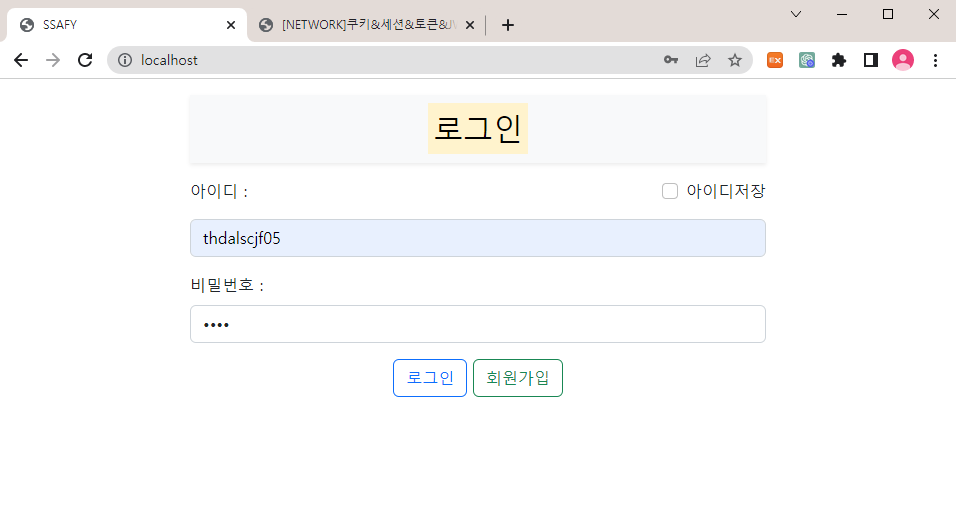 SSAFY
[NETWORK]쿠키&세션&토큰&JW
localhost
로그인
아이디 :
아이디저장
thdalscjf05
비밀번호 :
••••
로그인
회원가입